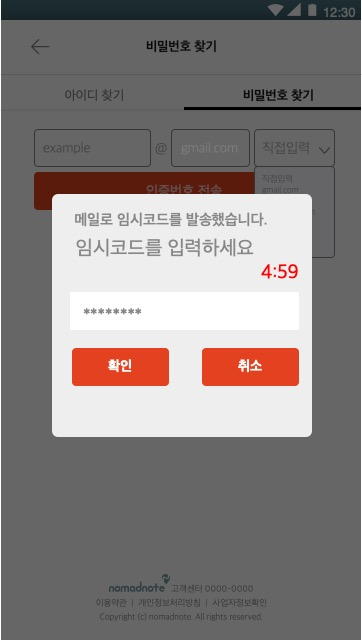 12:30
비밀번호 찾기
아이디 찾기 비밀번호 찾기
example @ gmail.com 직접입력
인증번호 전송
직접입력
gmail.com
메일로 임시코드를 발송했습니다.
임시코드를 입력하세요
4:59
********
확인 취소
nomadnote 고객센터 0000-0000
이용약관 | 개인정보처리방침 | 사업자정보확인
Copyright (c) nomadnote. All rights reserved.